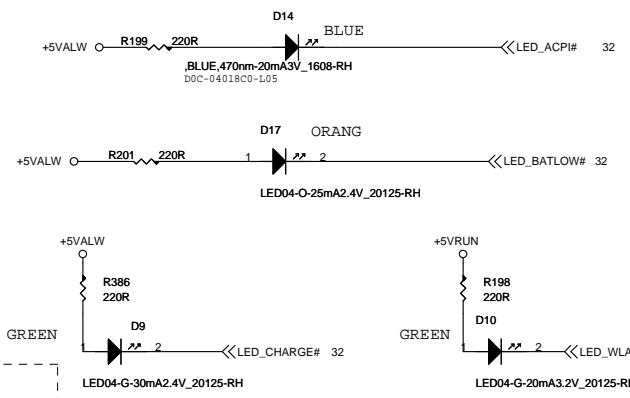 D14
BLUE
+5VALW R199 220R LED_ACPI# 32
,BLUE,470nm-20mA3V_1608-RH
D0C-04018C0-L05
D17 ORANG
+5VALW R201 220R 1 2 LED_BATLOW# 32
LED04-O-25mA2.4V_20125-RH
+5VALW
R386
220R
D9
GREEN
1 2 LED_CHARGE# 32
LED04-G-30mA2.4V_20125-RH
+5VRUN
R198
220R
D10
GREEN
1 2 LED_WLA
LED04-G-20mA3.2V_20125-R